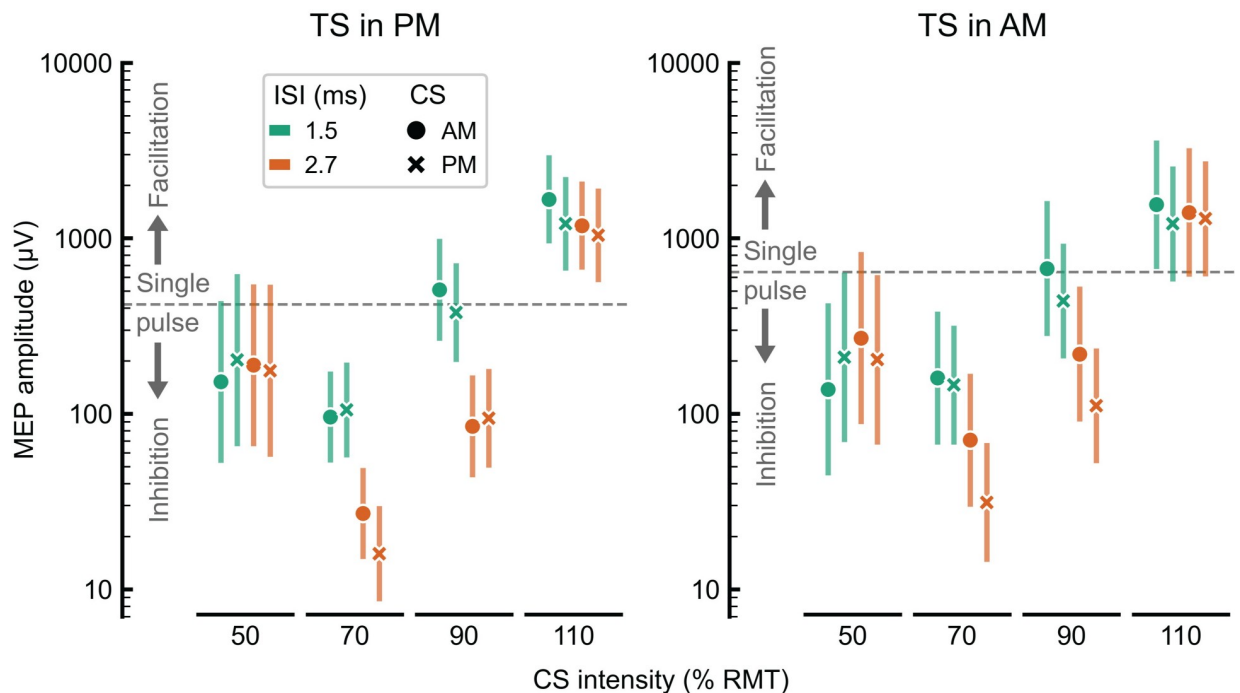 TS in PM
10000
1000
100
10
MEP amplitude (µV)
Facilitation
Single
pulse
Inhibition
ISI (ms) CS
1.5 AM
2.7 PM
50 70 90 110
TS in AM
10000
1000
100
10
Facilitation
Single
pulse
Inhibition
50 70 90 110
CS intensity (% RMT)